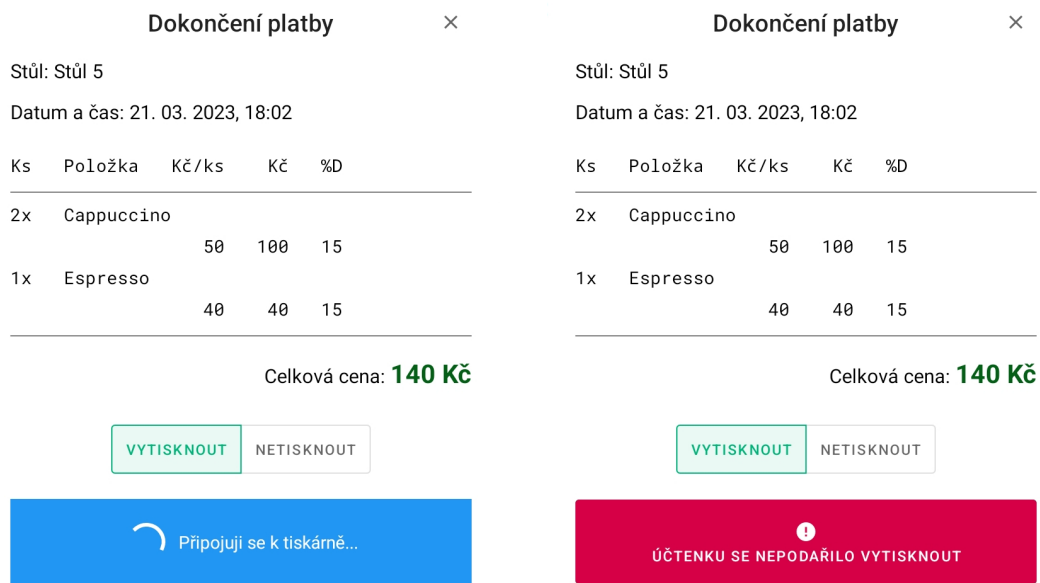 Dokončení platby
Stůl: Stůl 5
Datum a čas: 21. 03. 2023, 18:02
Ks Položka Kč/ks Kč %D
2x Cappuccino
50 100 15
1x Espresso
40 40 15
Celková cena: 140 Kč
VYTISKNOUT NETISKNOUT
Připojuji se k tiskárně...
Dokončení platby
Stůl: Stůl 5
Datum a čas: 21. 03. 2023, 18:02
Ks Položka Kč/ks Kč %D
2x Cappuccino
50 100 15
1x Espresso
40 40 15
Celková cena: 140 Kč
VYTISKNOUT NETISKNOUT
ÚČTENKU SE NEPODAŘILO VYTISKNOUT